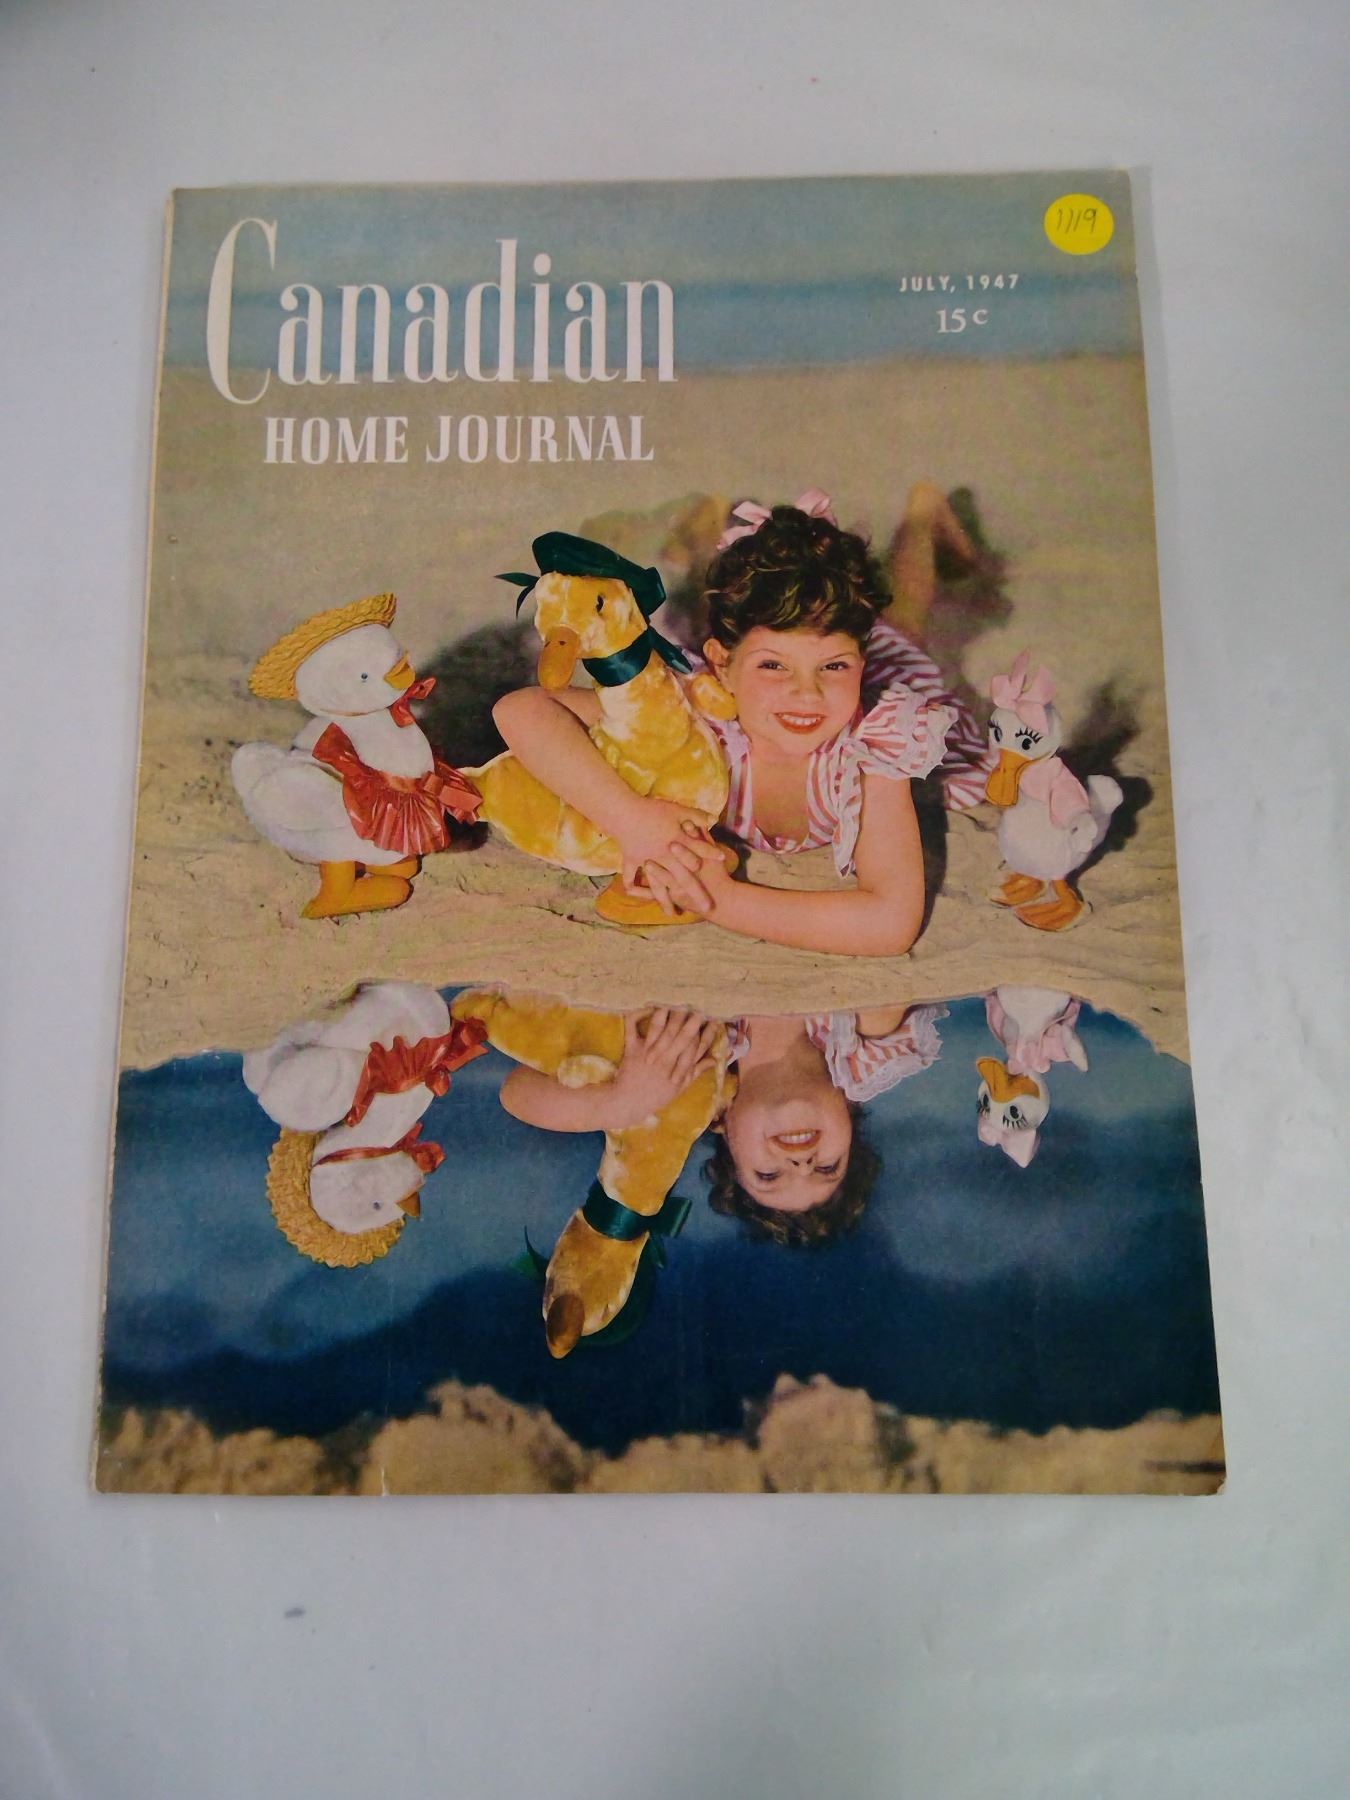 Canadian
HOME JOURNAL
JULY, 1947
15c
1119